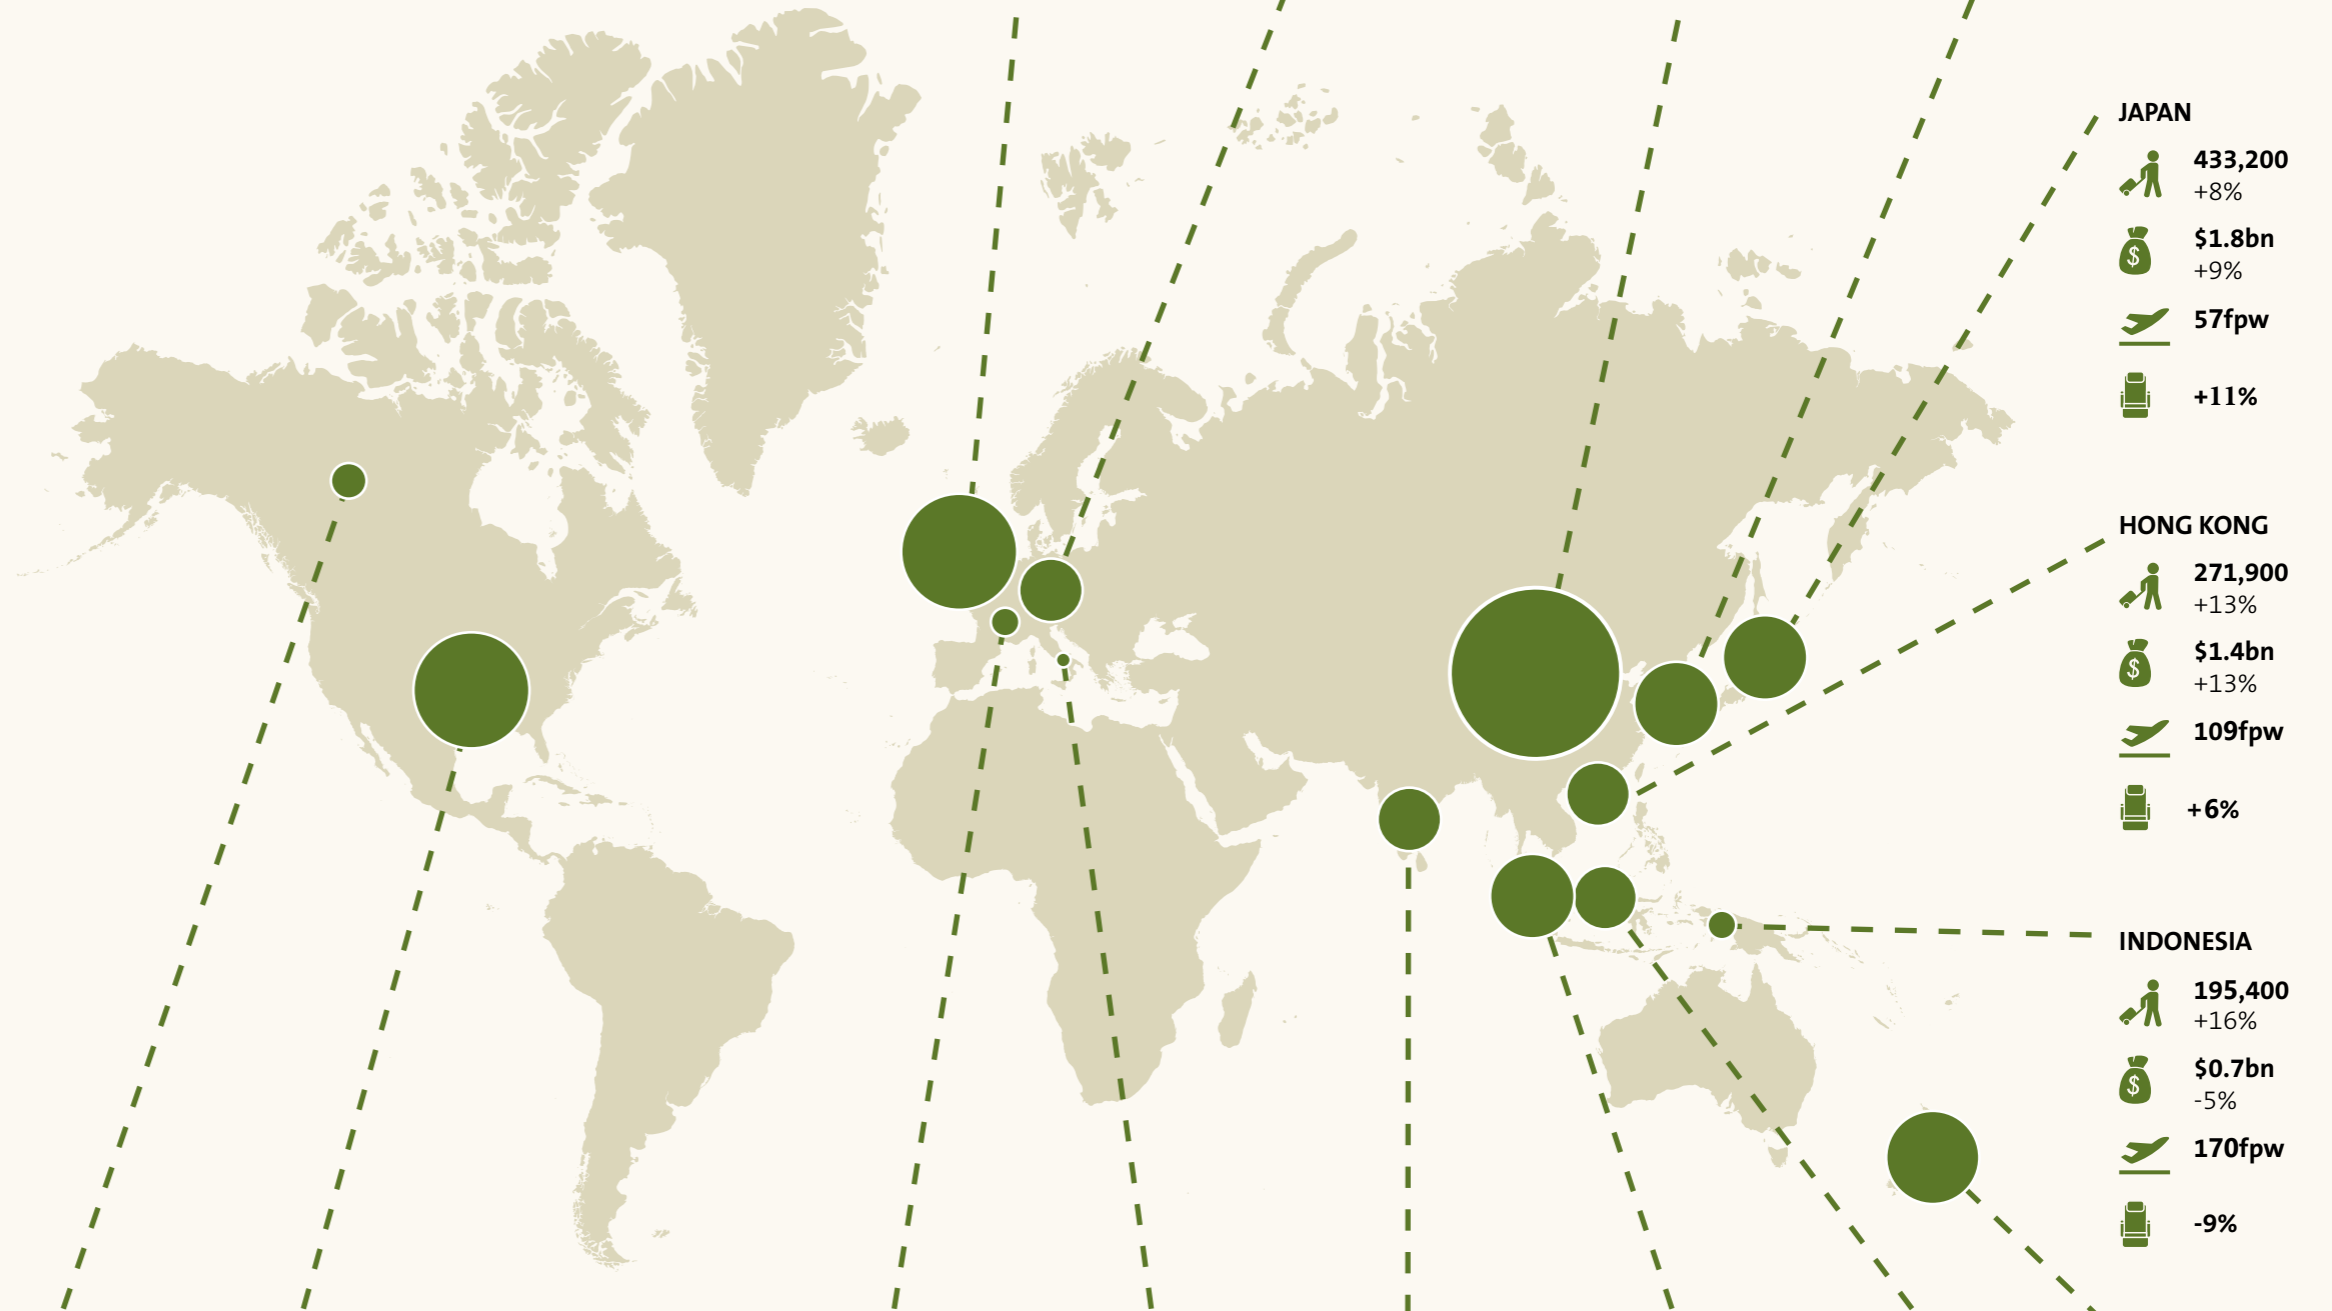 JAPAN
433,200
+8%
$1.8bn
+9%
57fpw
+11%
HONG KONG
271,900
+13%
$1.4bn
+13%
109fpw
+6%
INDONESIA
195,400
+16%
$0.7bn
-5%
170fpw
-9%